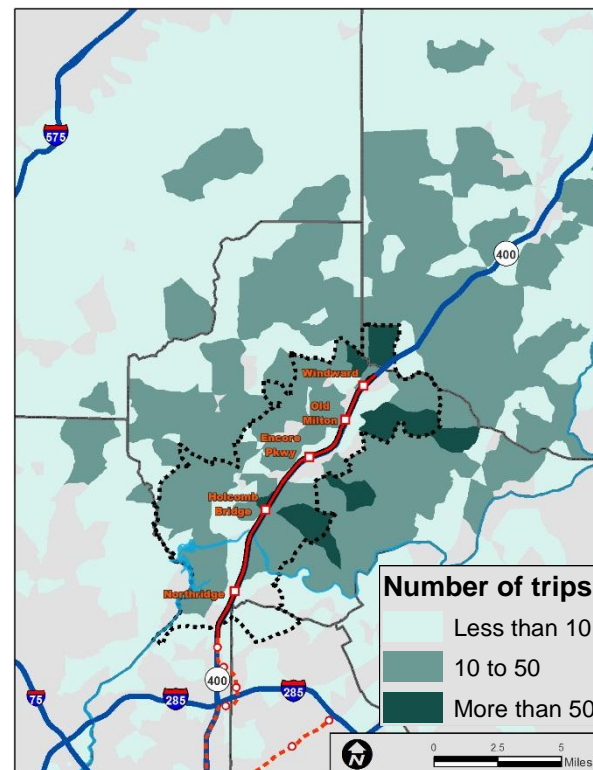 575
400
Windward
Old
Milton
Encore
Pkwy
Holcomb
Bridge
Northridge
400
75
285
285
Number of trips
Less than 10
10 to 50
More than 50
N
0
2.5
5
Miles